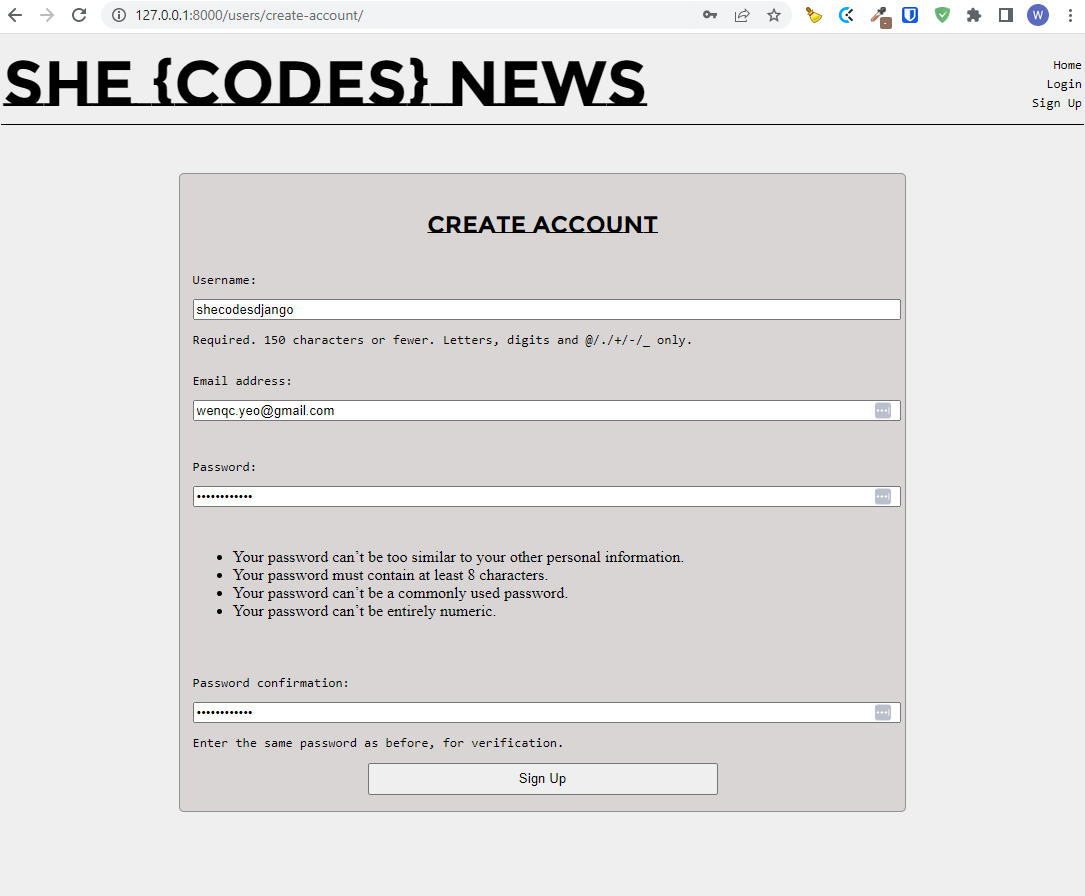 127.0.0.1:8000/users/create-account/
W
SHE {CODES} NEWS
Home
Login
Sign Up
CREATE ACCOUNT
Username:
shecodesdjango
Required. 150 characters or fewer. Letters, digits and @/./+/-/_ only.
Email address:
wenqc.yeo@gmail.com
Password:
••••••••••••
Your password can’t be too similar to your other personal information.
Your password must contain at least 8 characters.
Your password can’t be a commonly used password.
Your password can’t be entirely numeric.
Password confirmation:
••••••••••••
Enter the same password as before, for verification.
Sign Up